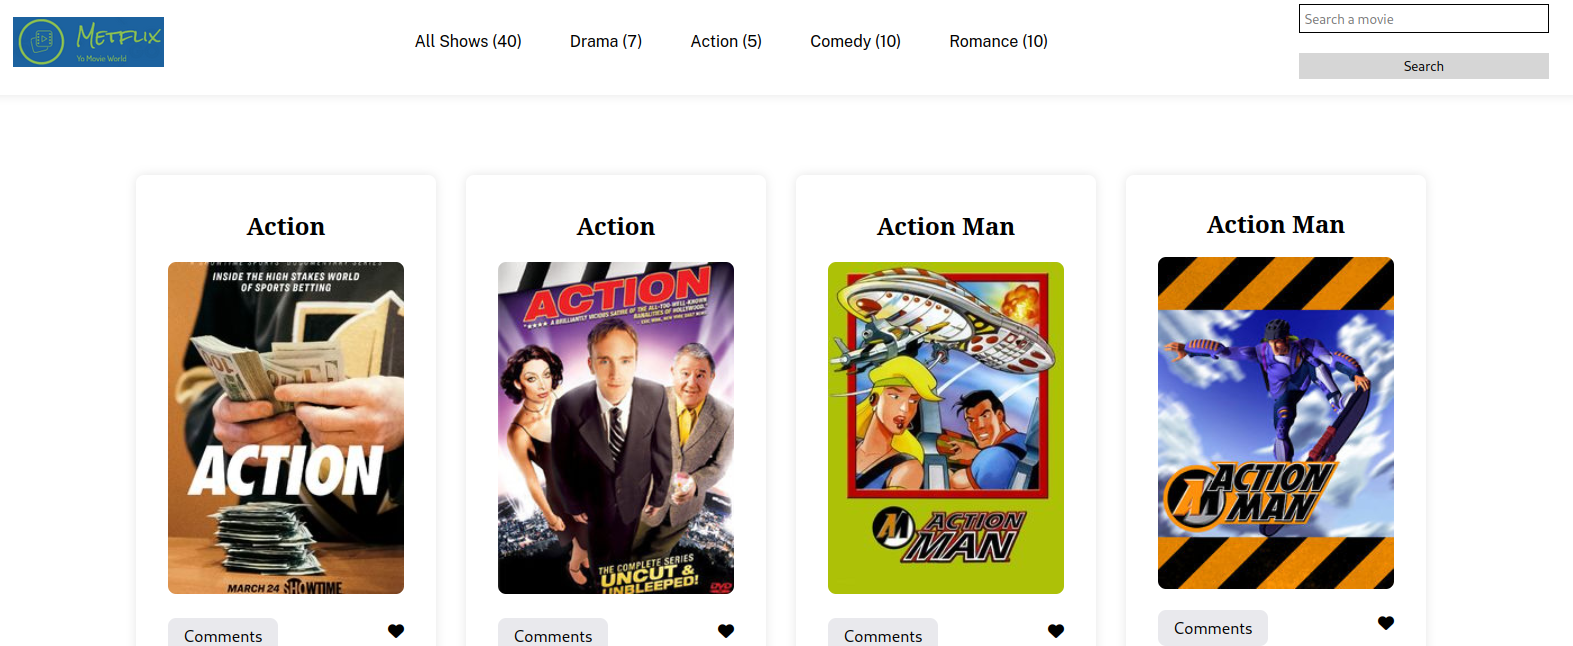 METFLIX
Yo Movie World
All Shows (40)
Drama (7)
Action (5)
Comedy (10)
Romance (10)
Search a movie
Search
Action
Action
Action Man
Action Man
INSIDE THE HIGH STAKES WORLD
OF SPORTS BETTING
ACTION
MARCH 24 SHOWTIME
ACTION
THE COMPLETE SERIES
UNCUT &
UNBLEEPED!
DVD
ACTION
MAN
ACTION
MAN
Comments
Comments
Comments
Comments